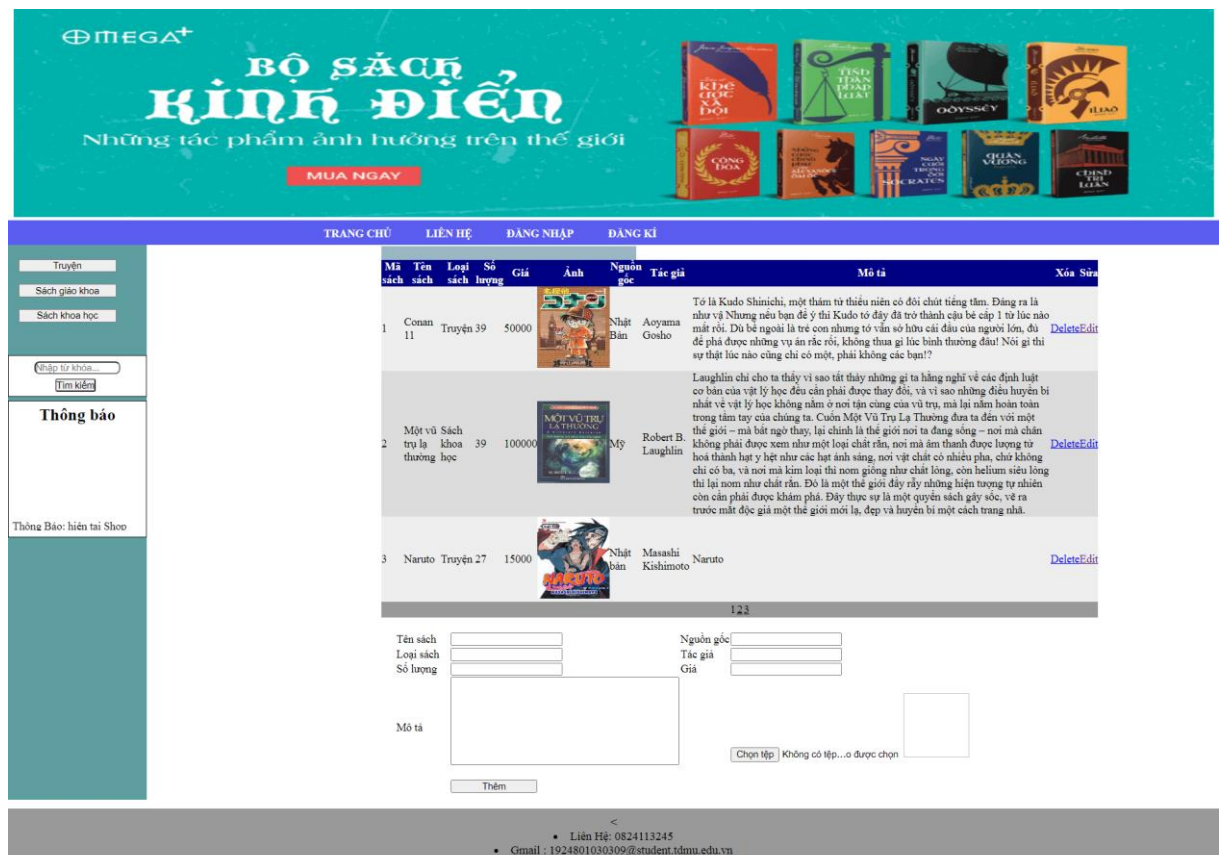 OMEGA+
BỘ SÁCH
KINH ĐIỂN
Những tác phẩm ảnh hưởng trên thế giới
MUA NGAY
KHẾ ƯỚC XÃ HỘI
TINH THẦN PHÁP LUẬT
ODYSSÊY
ILIAD
CỘNG HÒA
NGÀY CUỐI TRONG ĐỜI SOCRATES
QUÂN VƯƠNG
CHÍNH TRỊ LUẬN
TRANG CHỦ LIÊN HỆ ĐĂNG NHẬP ĐĂNG KÍ
Truyện
Sách giáo khoa
Sách khoa học
Nhập từ khóa...
Tìm kiếm
Thông báo
Thông Báo: hiện tại Shop
Mã sách Tên sách Loại sách Số lượng Giá Ảnh Nguồn gốc Tác giả Mô tả Xóa Sửa
1 Conan 11 Truyện 39 50000 Nhật Bản Aoyama Gosho
Tớ là Kudo Shinichi, một thám tử thiếu niên có đôi chút tiếng tăm. Đáng ra là
như vậ Nhưng nếu bạn để ý thì Kudo tớ đây đã trở thành cậu bé cấp 1 từ lúc nào
mất rồi. Dù bề ngoài là trẻ con nhưng tớ vẫn sở hữu cái đầu của người lớn, đủ
để phá được những vụ án rắc rối, không thua gì lúc bình thường đâu! Nói gì thì
sự thật lúc nào cũng chỉ có một, phải không các bạn!?
DeleteEdit
2 Một vũ trụ lạ thường Sách khoa học 39 100000 MỘT VŨ TRỤ LẠ THƯỜNG Mỹ Robert B. Laughlin
Laughlin chỉ cho ta thấy vì sao tất thảy những gì ta hằng nghĩ về các định luật
cơ bản của vật lý học đều cần phải được thay đổi, và vì sao những điều huyền bí
nhất về vật lý học không nằm ở nơi tận cùng của vũ trụ, mà lại nằm hoàn toàn
trong tầm tay của chúng ta. Cuốn Một Vũ Trụ Lạ Thường đưa ta đến với một
thế giới – mà bất ngờ thay, lại chính là thế giới nơi ta đang sống – nơi mà chân
không phải được xem như một loại chất rắn, nơi mà âm thanh được lượng tử
hoá thành hạt y hệt như các hạt ánh sáng, nơi vật chất có nhiều pha, chứ không
chỉ có ba, và nơi mà kim loại thì nom giống như chất lỏng, còn helium siêu lỏng
thì lại nom như chất rắn. Đó là một thế giới đầy rẫy những hiện tượng tự nhiên
còn cần phải được khám phá. Đây thực sự là một quyển sách gây sốc, vẽ ra
trước mắt độc giả một thế giới mới lạ, đẹp và huyền bí một cách trang nhã.
DeleteEdit
3 Naruto Truyện 27 15000 NARUTO Nhật bản Masashi Kishimoto Naruto DeleteEdit
123
Tên sách Nguồn gốc
Loại sách Tác giả
Số lượng Giá
Mô tả
Chọn tệp Không có tệp...o được chọn
Thêm
<
• Liên Hệ: 0824113245
• Gmail : 1924801030309@student.tdmu.edu.vn